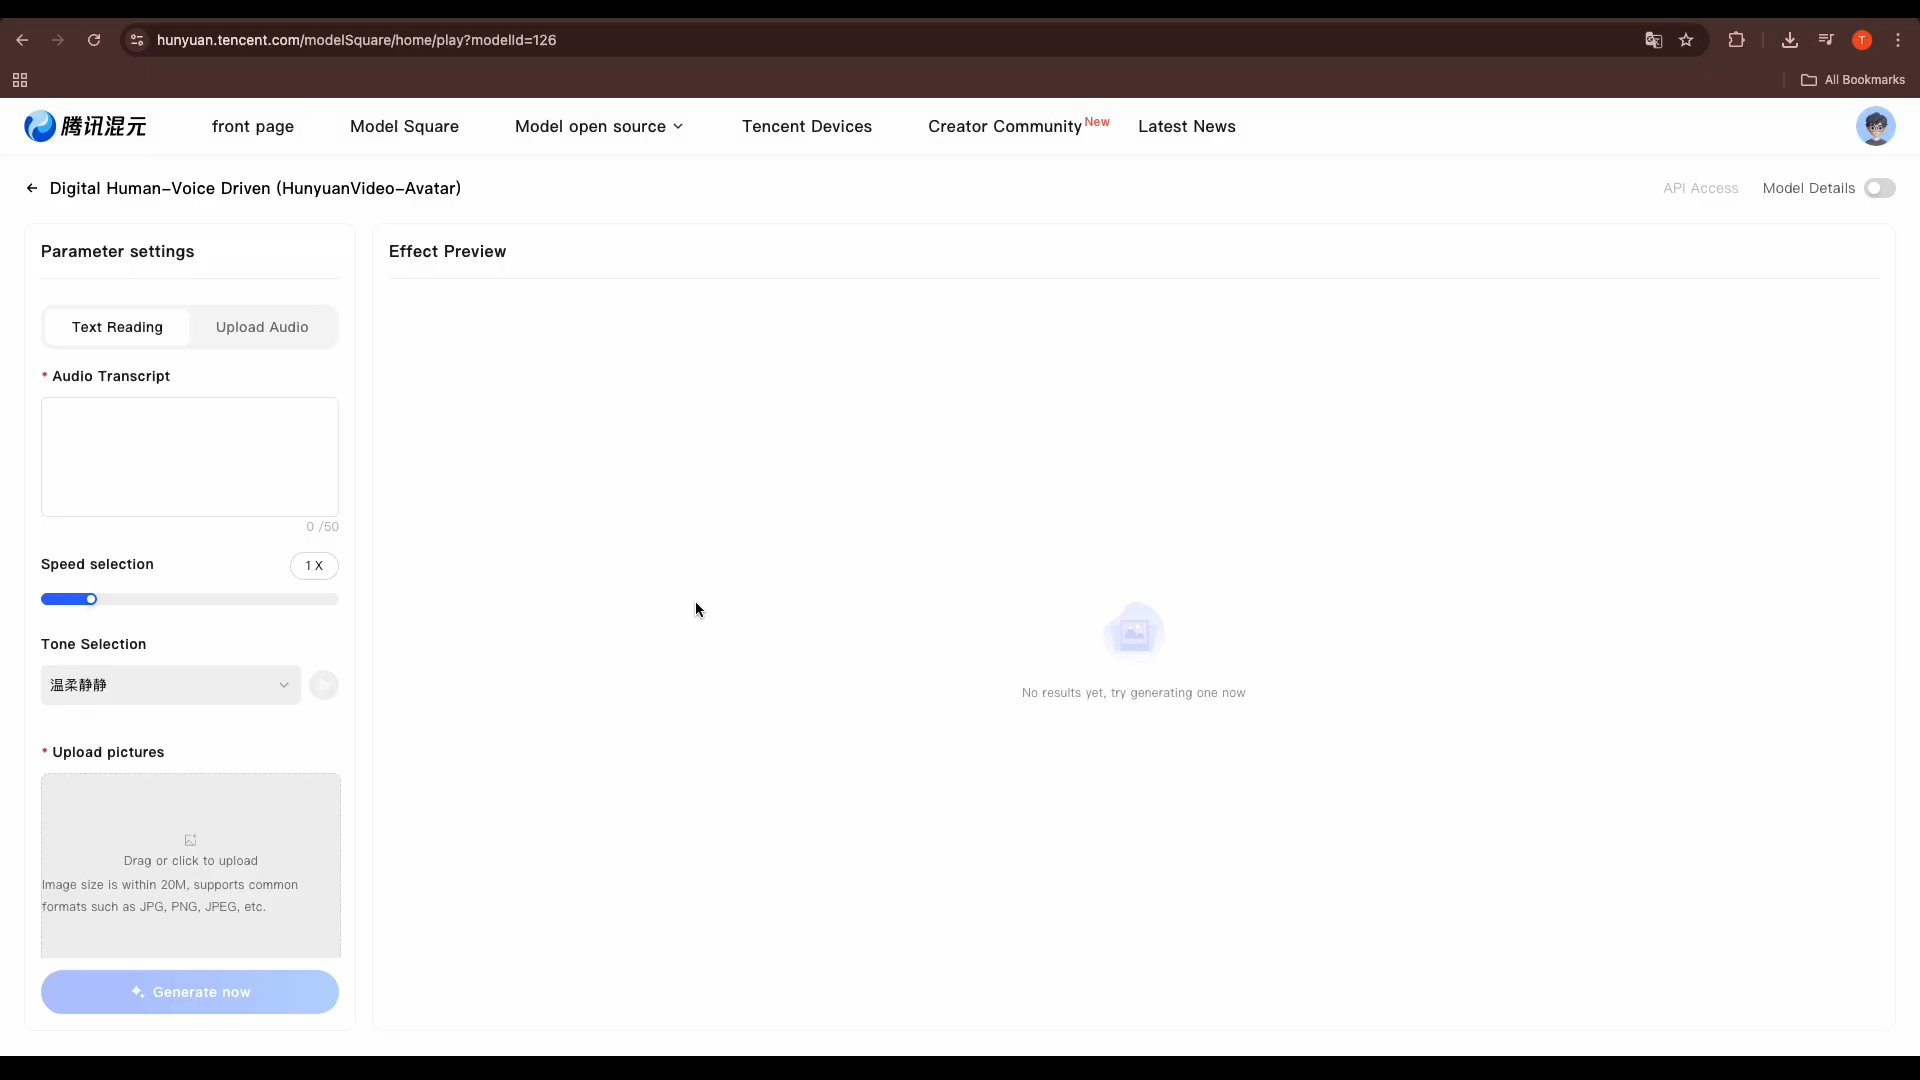 hunyuan.tencent.com/modelSquare/home/play?modelId=126
T
All Bookmarks
腾讯混元
front page
Model Square
Model open source
Tencent Devices
Creator Community New
Latest News
Digital Human-Voice Driven (HunyuanVideo-Avatar)
API Access
Model Details
Parameter settings
Effect Preview
Text Reading
Upload Audio
* Audio Transcript
0 /50
Speed selection
1 X
Tone Selection
温柔静静
* Upload pictures
Drag or click to upload
Image size is within 20M, supports common
formats such as JPG, PNG, JPEG, etc.
Generate now
No results yet, try generating one now